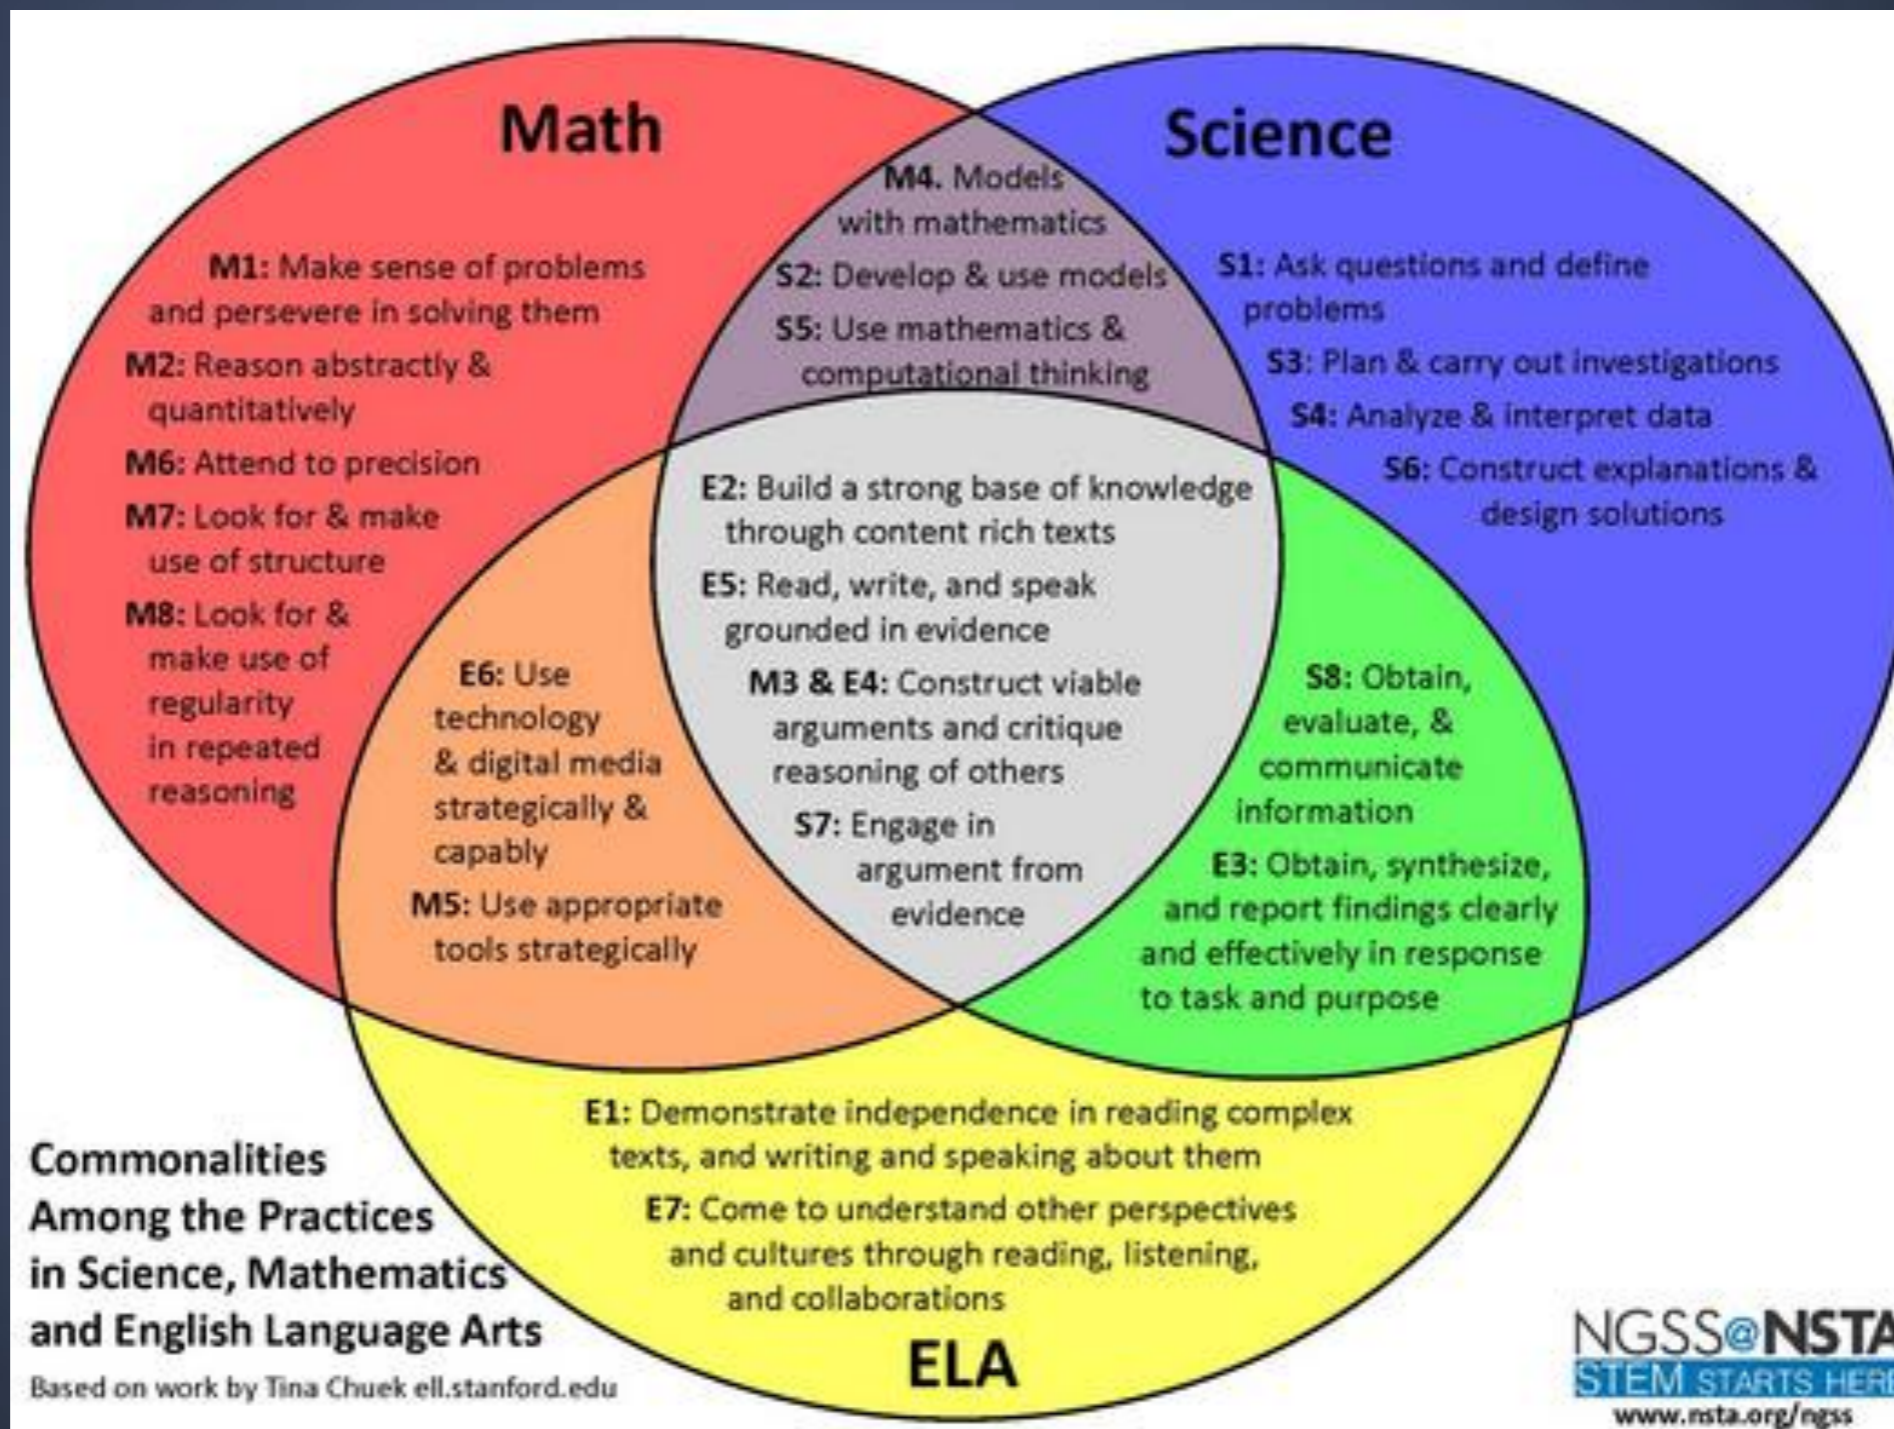 Math
Science
M4. Models
with mathematics
S2: Develop & use models
S5: Use mathematics &
computational thinking
M1: Make sense of problems
and persevere in solving them
M2: Reason abstractly &
quantitatively
M6: Attend to precision
M7: Look for & make
use of structure
M8: Look for &
make use of
regularity
in repeated
reasoning
S1: Ask questions and define
problems
S3: Plan & carry out investigations
S4: Analyze & interpret data
S6: Construct explanations &
design solutions
E2: Build a strong base of knowledge
through content rich texts
E5: Read, write, and speak
grounded in evidence
M3 & E4: Construct viable
arguments and critique
reasoning of others
S7: Engage in
argument from
evidence
E6: Use
technology
& digital media
strategically &
capably
M5: Use appropriate
tools strategically
S8: Obtain,
evaluate, &
communicate
information
E3: Obtain, synthesize,
and report findings clearly
and effectively in response
to task and purpose
E1: Demonstrate independence in reading complex
texts, and writing and speaking about them
E7: Come to understand other perspectives
and cultures through reading, listening,
and collaborations
ELA
Commonalities
Among the Practices
in Science, Mathematics
and English Language Arts
Based on work by Tina Chuek ell.stanford.edu
NGSS@NSTA
STEM STARTS HERE
www.nsta.org/ngss